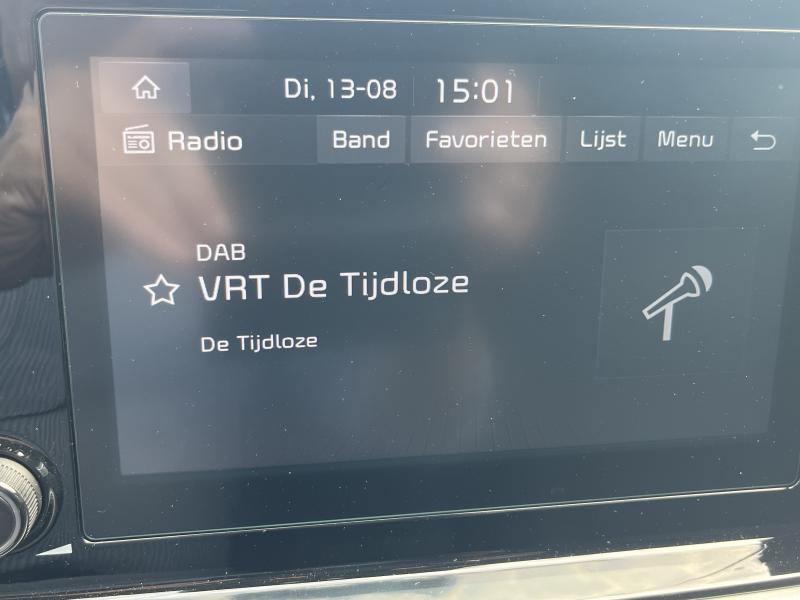 Di, 13-08 15:01
Radio Band Favorieten Lijst Menu
DAB
VRT De Tijdloze
De Tijdloze